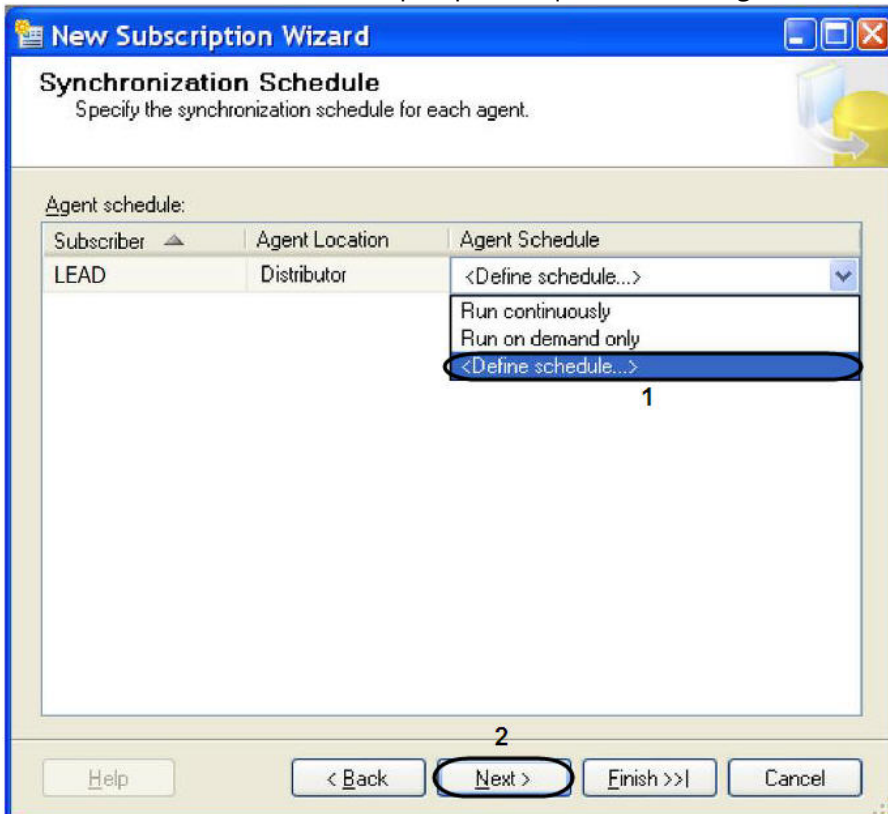 New Subscription Wizard
Synchronization Schedule
Specify the synchronization schedule for each agent.
Agent schedule:
Subscriber Agent Location Agent Schedule
LEAD Distributor <Define schedule...>
Run continuously
Run on demand only
<Define schedule...>
1
2
Help < Back Next > Finish >>| Cancel